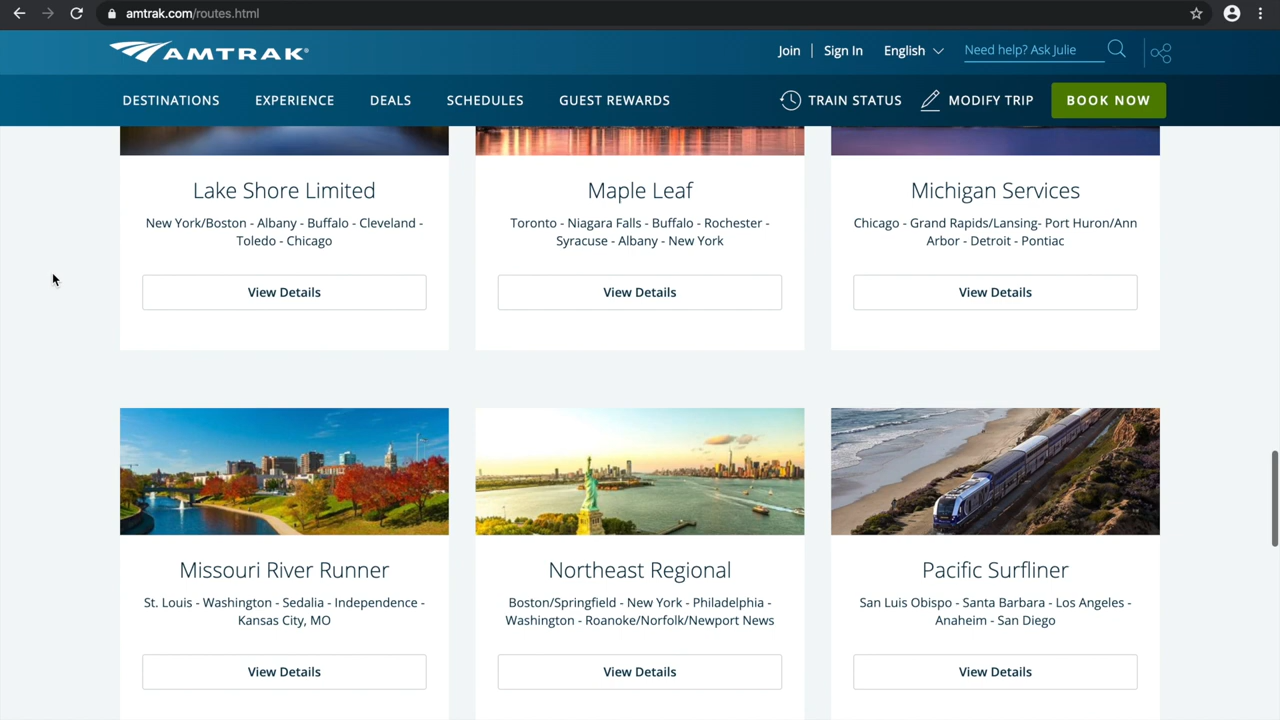 amtrak.com/routes.html
AMTRAK
Join
Sign In
English
Need help? Ask Julie
DESTINATIONS
EXPERIENCE
DEALS
SCHEDULES
GUEST REWARDS
TRAIN STATUS
MODIFY TRIP
BOOK NOW
Lake Shore Limited
New York/Boston - Albany - Buffalo - Cleveland -
Toledo - Chicago
View Details
Maple Leaf
Toronto - Niagara Falls - Buffalo - Rochester -
Syracuse - Albany - New York
View Details
Michigan Services
Chicago - Grand Rapids/Lansing- Port Huron/Ann
Arbor - Detroit - Pontiac
View Details
Missouri River Runner
St. Louis - Washington - Sedalia - Independence -
Kansas City, MO
View Details
Northeast Regional
Boston/Springfield - New York - Philadelphia -
Washington - Roanoke/Norfolk/Newport News
View Details
Pacific Surfliner
San Luis Obispo - Santa Barbara - Los Angeles -
Anaheim - San Diego
View Details